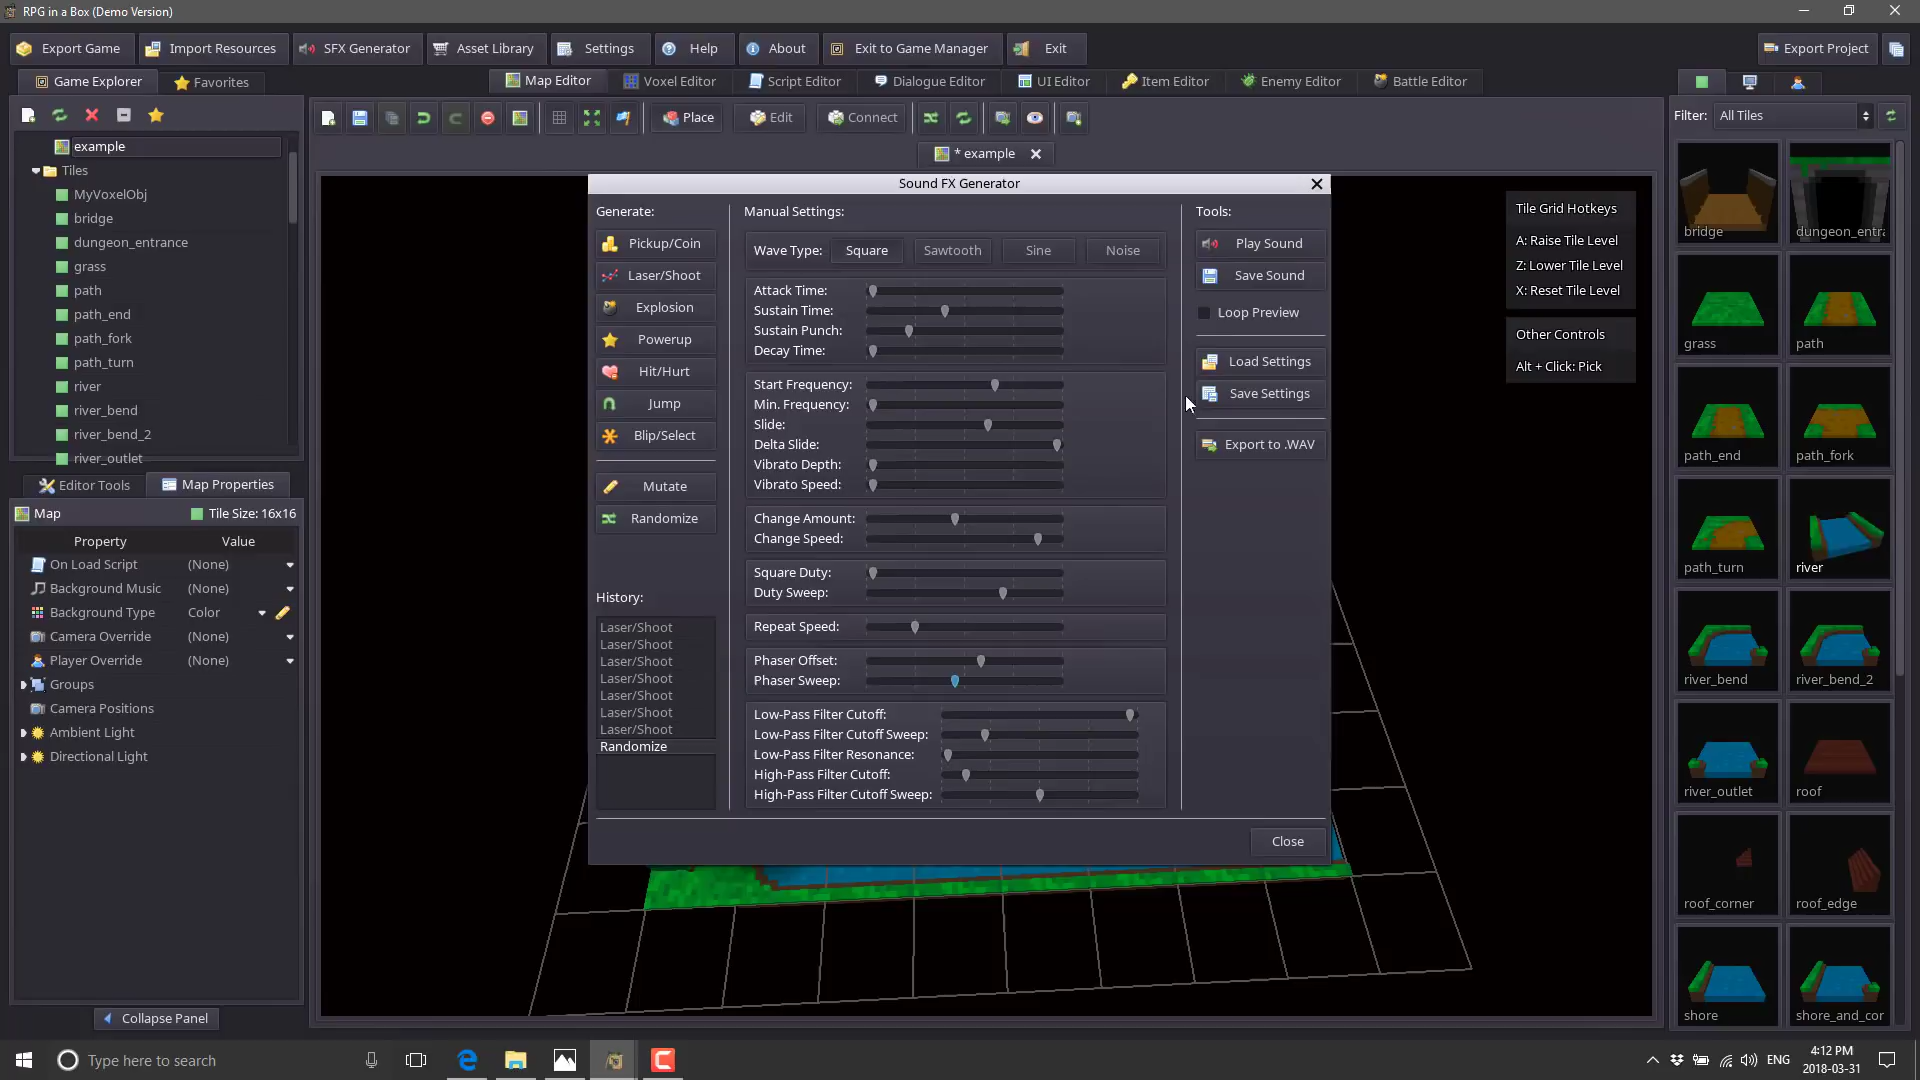 RPG in a Box (Demo Version)
Export Game
Import Resources
SFX Generator
Asset Library
Settings
Help
About
Exit to Game Manager
Exit
Export Project
Game Explorer
Favorites
Map Editor
Voxel Editor
Script Editor
Dialogue Editor
UI Editor
Item Editor
Enemy Editor
Battle Editor
Place
Edit
Connect
* example
Filter:
All Tiles
example
Tiles
MyVoxelObj
bridge
dungeon_entrance
grass
path
path_end
path_fork
path_turn
river
river_bend
river_bend_2
river_outlet
Editor Tools
Map Properties
Map
Tile Size: 16x16
Property Value
On Load Script (None)
Background Music (None)
Background Type Color
Camera Override (None)
Player Override (None)
Groups
Camera Positions
Ambient Light
Directional Light
Collapse Panel
Sound FX Generator
Generate:
Pickup/Coin
Laser/Shoot
Explosion
Powerup
Hit/Hurt
Jump
Blip/Select
Mutate
Randomize
History:
Laser/Shoot
Laser/Shoot
Laser/Shoot
Laser/Shoot
Laser/Shoot
Laser/Shoot
Laser/Shoot
Randomize
Manual Settings:
Wave Type: Square Sawtooth Sine Noise
Attack Time:
Sustain Time:
Sustain Punch:
Decay Time:
Start Frequency:
Min. Frequency:
Slide:
Delta Slide:
Vibrato Depth:
Vibrato Speed:
Change Amount:
Change Speed:
Square Duty:
Duty Sweep:
Repeat Speed:
Phaser Offset:
Phaser Sweep:
Low-Pass Filter Cutoff:
Low-Pass Filter Cutoff Sweep:
Low-Pass Filter Resonance:
High-Pass Filter Cutoff:
High-Pass Filter Cutoff Sweep:
Tools:
Play Sound
Save Sound
Loop Preview
Load Settings
Save Settings
Export to .WAV
Close
Tile Grid Hotkeys
A: Raise Tile Level
Z: Lower Tile Level
X: Reset Tile Level
Other Controls
Alt + Click: Pick
bridge
dungeon_entra
grass
path
path_end
path_fork
path_turn
river
river_bend
river_bend_2
river_outlet
roof
roof_corner
roof_edge
shore
shore_and_cor
Type here to search
ENG
4:12 PM
2018-03-31